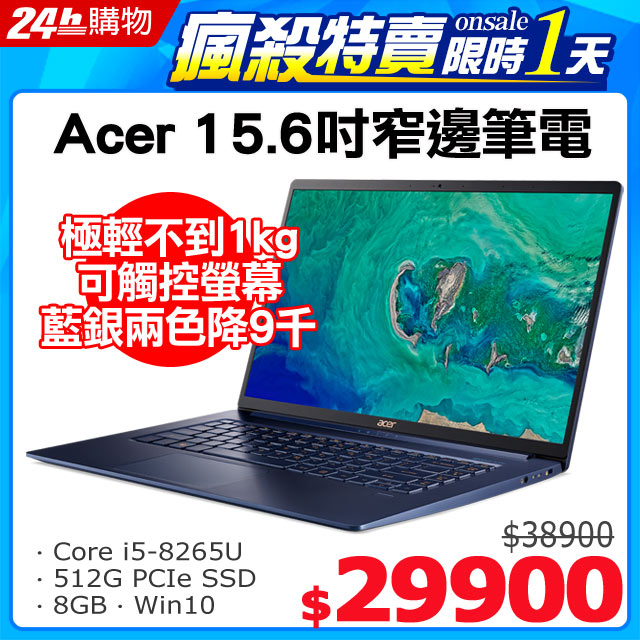 24h購物
瘋殺特賣
onsale
限時1天
Acer 15.6吋窄邊筆電
極輕不到1kg
可觸控螢幕
藍銀兩色降9千
acer
· Core i5-8265U
· 512G PCIe SSD
· 8GB · Win10
$38900
$29900